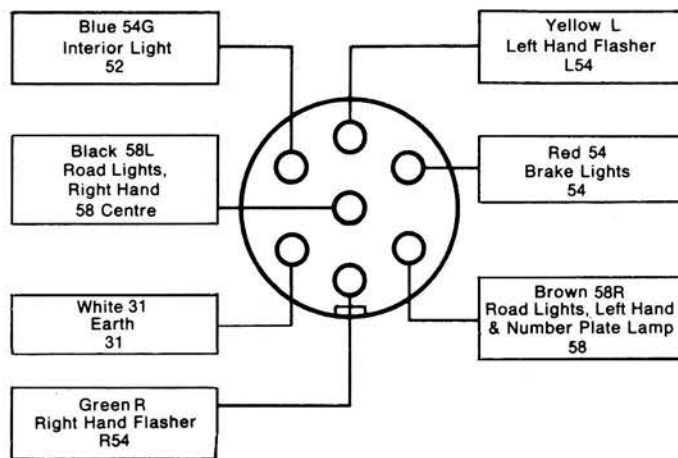 Blue 54G
Interior Light
52
Yellow L
Left Hand Flasher
L54
Black 58L
Road Lights,
Right Hand
58 Centre
Red 54
Brake Lights
54
White 31
Earth
31
Brown 58R
Road Lights, Left Hand
& Number Plate Lamp
58
Green R
Right Hand Flasher
R54